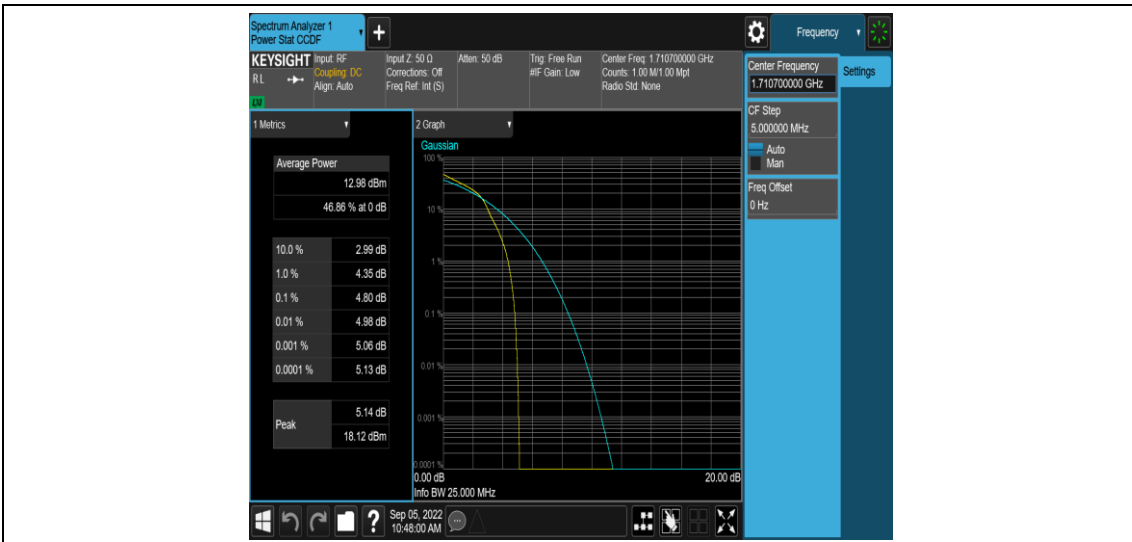 Spectrum Analyzer 1
Power Stat CCDF
+
Frequency
KEYSIGHT
RL
LXI
Input: RF
Coupling: DC
Align: Auto
Input Z: 50 Ω
Corrections: Off
Freq Ref: Int (S)
Atten: 50 dB
Trig: Free Run
#IF Gain: Low
Center Freq: 1.710700000 GHz
Counts: 1.00 M/1.00 Mpt
Radio Std: None
Center Frequency
1.710700000 GHz
Settings
CF Step
5.000000 MHz
Auto
Man
Freq Offset
0 Hz
1 Metrics
Average Power
12.98 dBm
46.86 % at 0 dB
10.0 % 2.99 dB
1.0 % 4.35 dB
0.1 % 4.80 dB
0.01 % 4.98 dB
0.001 % 5.06 dB
0.0001 % 5.13 dB
Peak
5.14 dB
18.12 dBm
2 Graph
Gaussian
100 %
10 %
1 %
0.1 %
0.01 %
0.001 %
0.0001 %
0.00 dB 20.00 dB
Info BW 25.000 MHz
?
Sep 05, 2022
10:48:00 AM